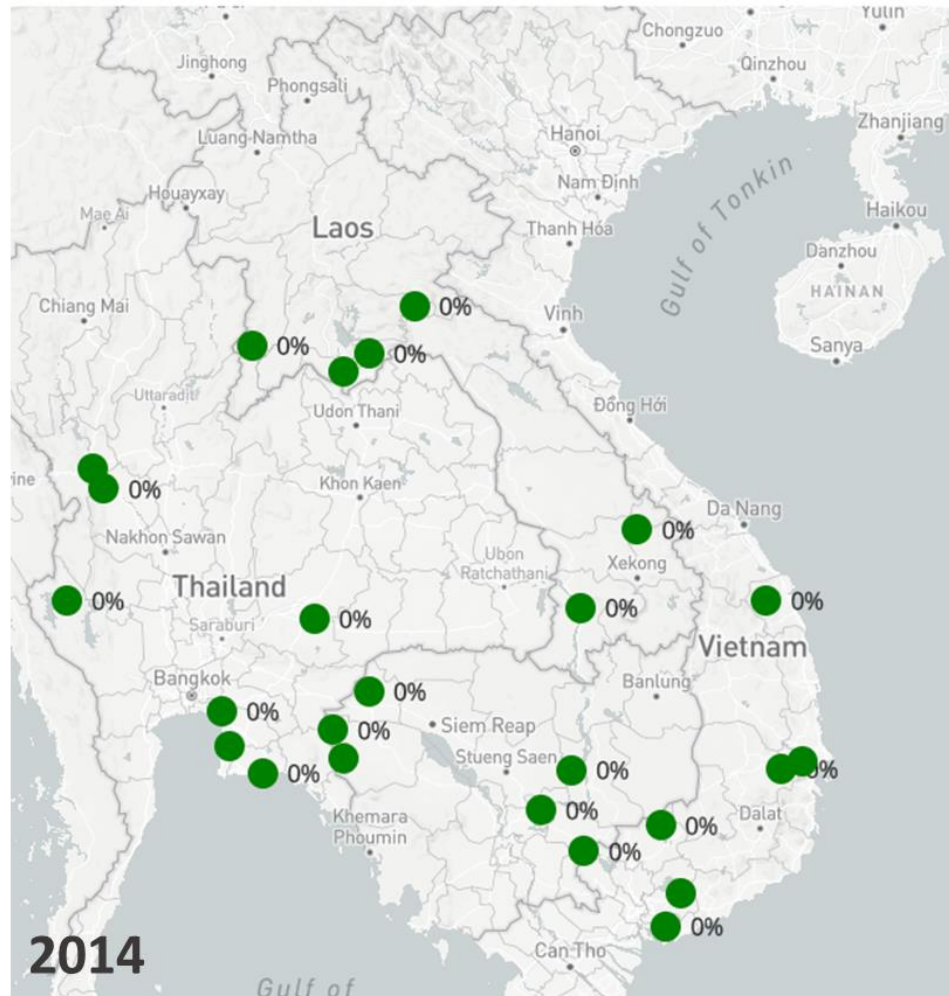 Yulin
Chongzuo
Jinghong
Qinzhou
Phongsali
Zhanjiang
Hanoi
Luang-Namtha
Nam Định
Houayxay
Mae Ai
Haikou
Laos
Thanh Hóa
Gulf of Tonkin
Danzhou
HAINAN
Chiang Mai
0%
Vinh
0%
0%
Sanya
Uttaradit
Udon Thani
Đồng Hới
Khon Kaen
0%
Da Nang
Nakhon Sawan
0%
Ubon
Ratchathani
Xekong
Thailand
0%
0%
0%
Saraburi
0%
Vietnam
Bangkok
0%
Banlung
0%
Siem Reap
0%
Stueng Saen
0%
0%
0%
Khemara
Phoumin
0%
0%
Dalat
0%
0%
2014
Can Tho
Gulf of